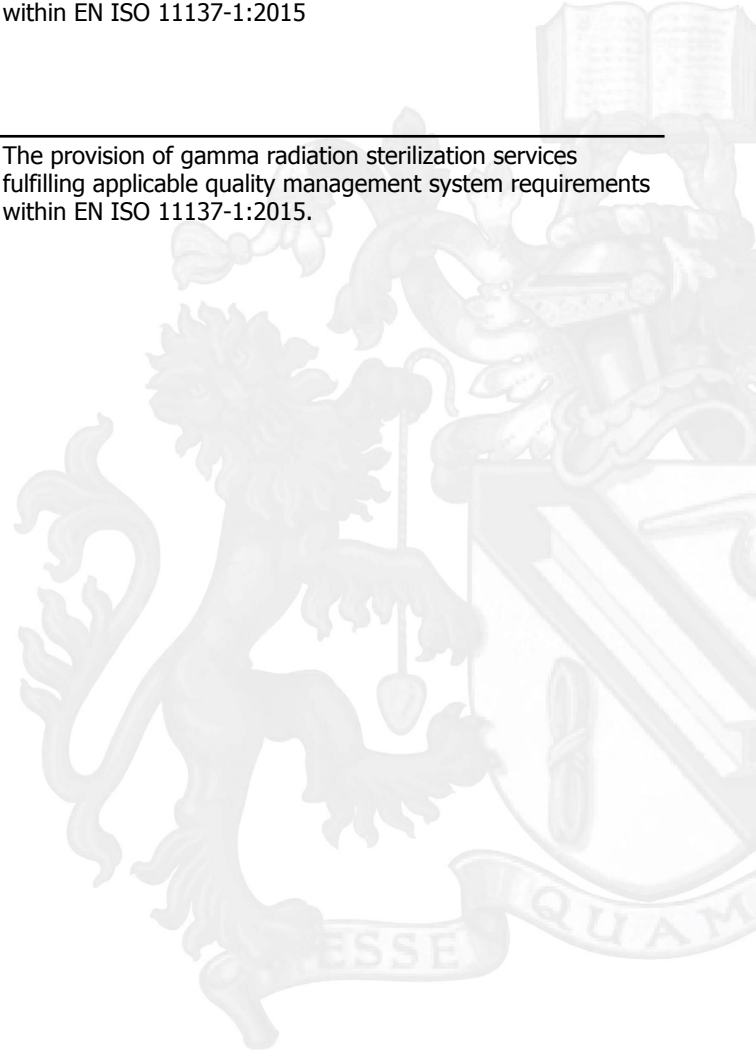 within EN ISO 11137-1:2015
The provision of gamma radiation sterilization services
fulfilling applicable quality management system requirements
within EN ISO 11137-1:2015.
ESSE QUAM